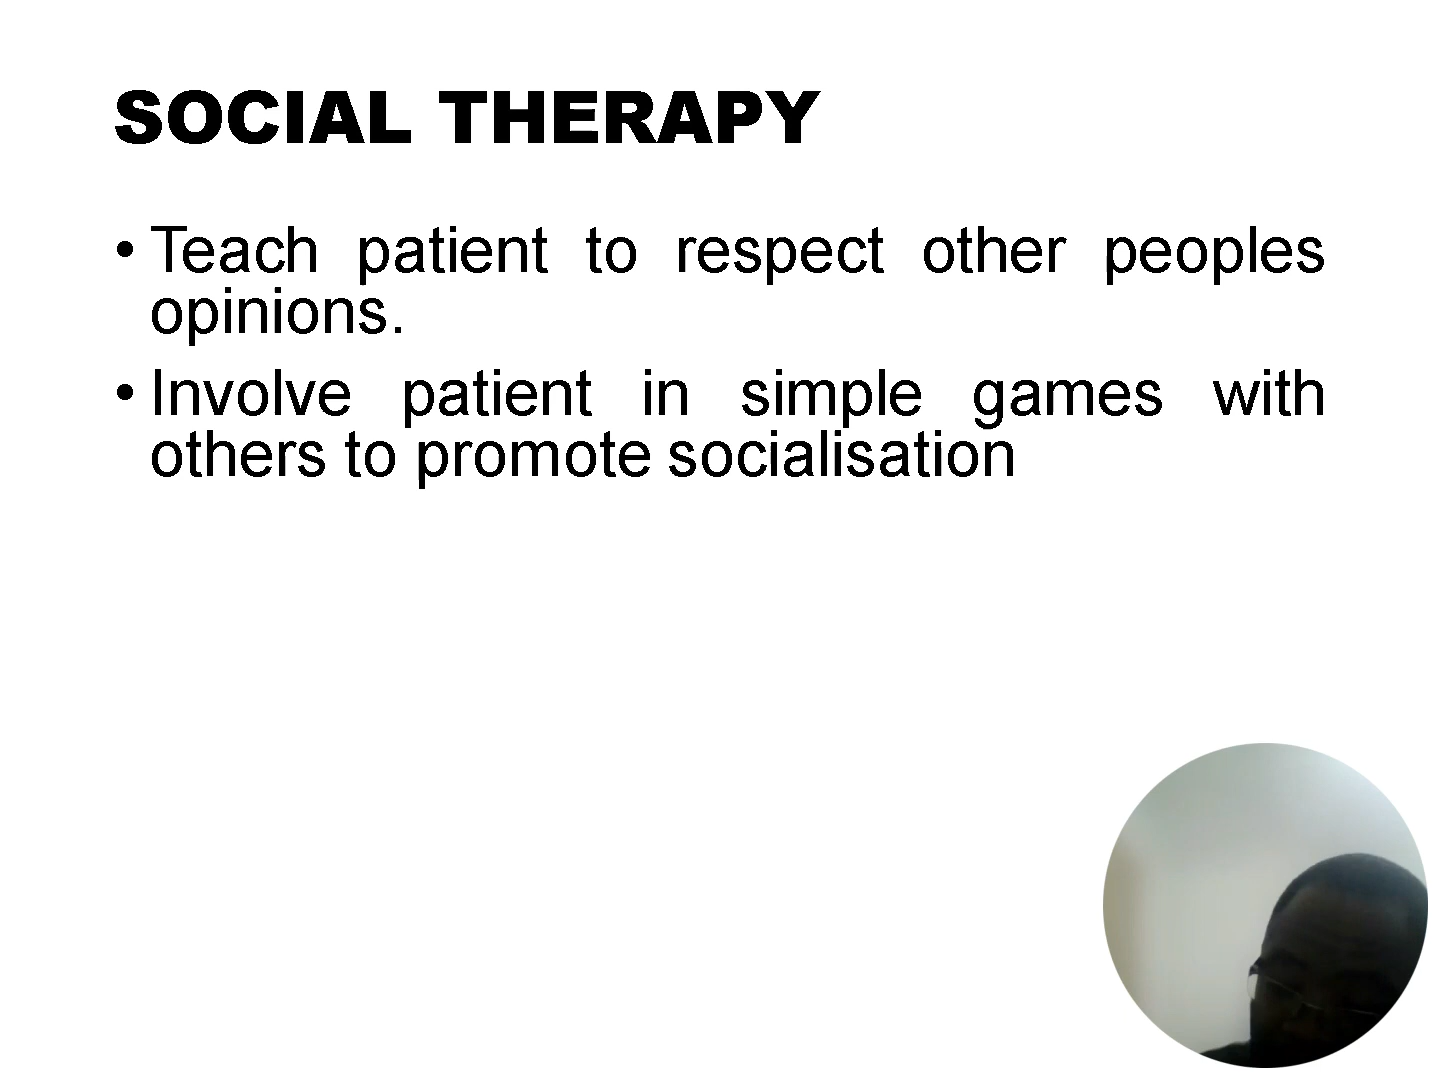 SOCIAL THERAPY
• Teach patient to respect other peoples
opinions.
• Involve patient in simple games with
others to promote socialisation